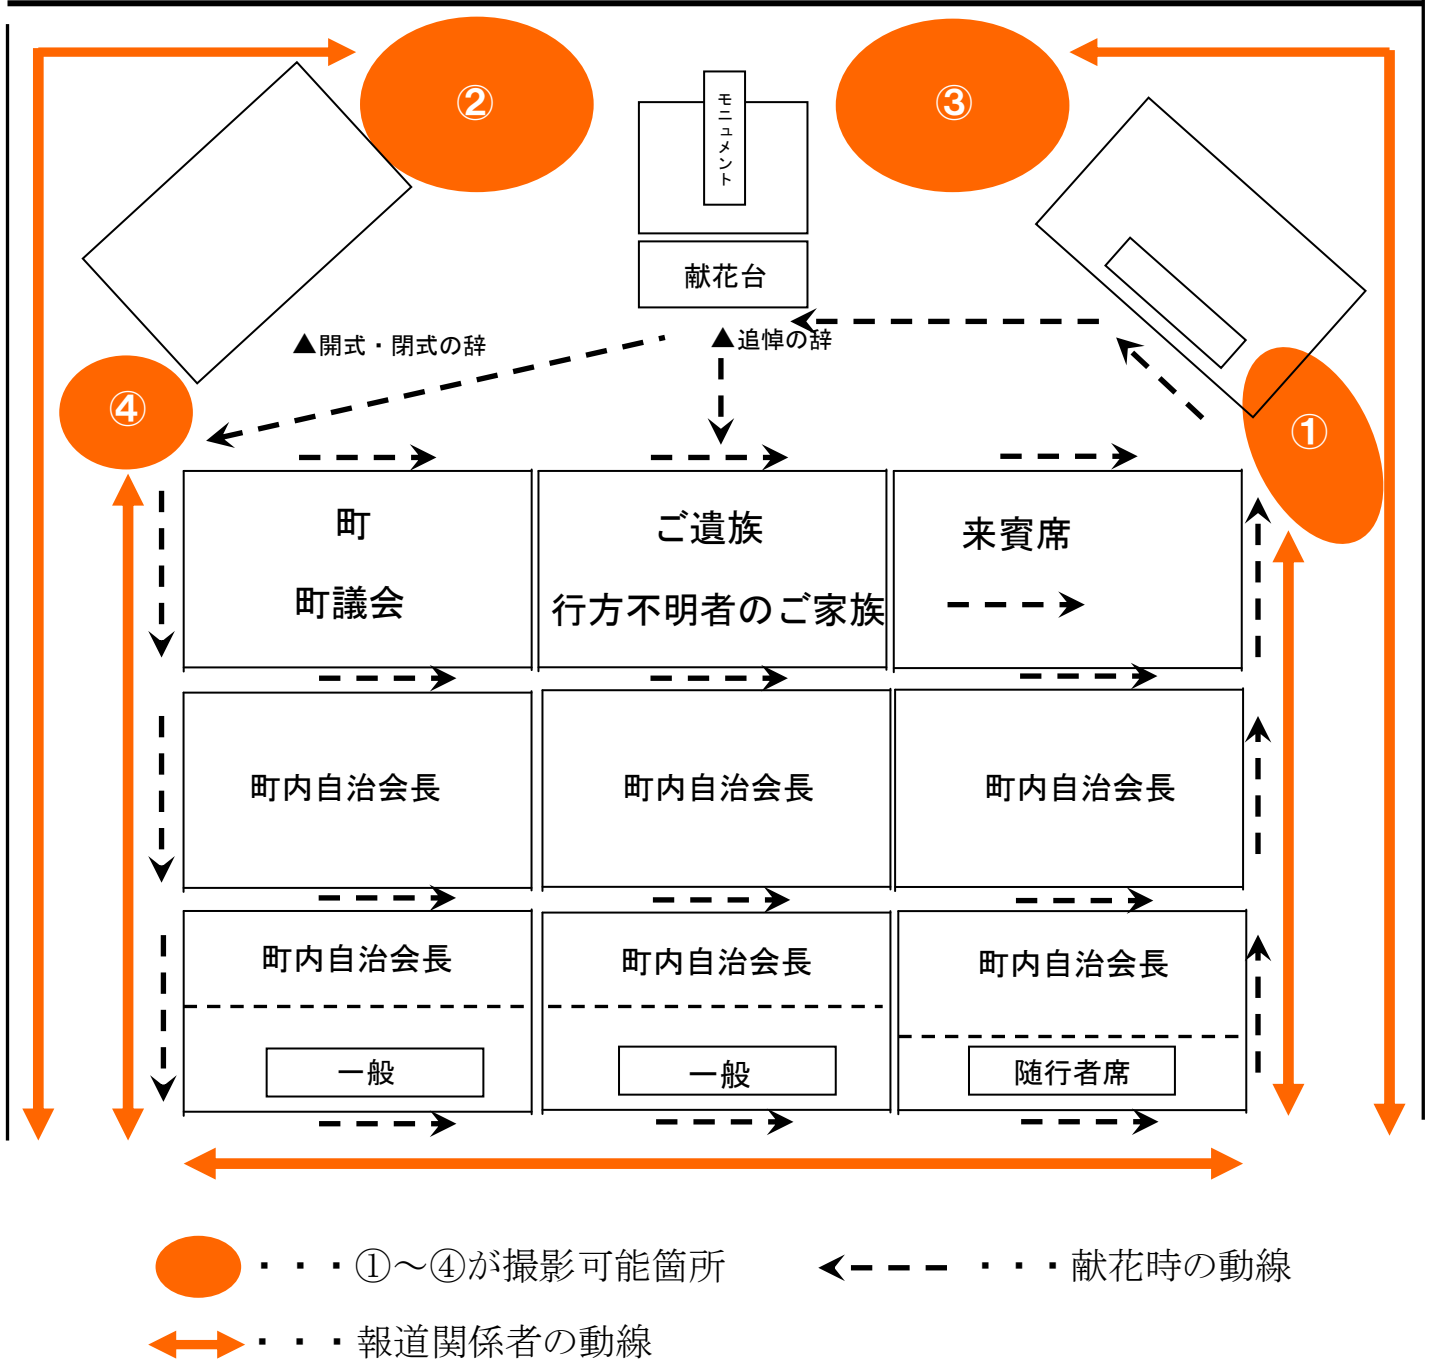 ②
③
モニュメント
献花台
▲開式・閉式の辞
▲追悼の辞
④
①
町
町議会
ご遺族
行方不明者のご家族
来賓席
町内自治会長
町内自治会長
町内自治会長
町内自治会長
一般
町内自治会長
一般
町内自治会長
随行者席
・・・①~④が撮影可能箇所
・・・献花時の動線
・・・報道関係者の動線